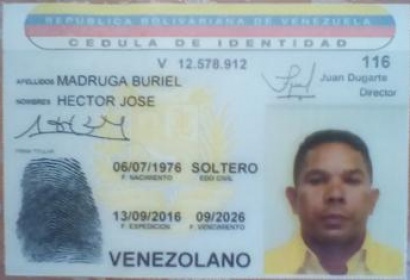 REPUBLICA BOLIVARIANA DE VENEZUELA
CEDULA DE IDENTIDAD
V 12.578.912 116
APELLIDOS MADRUGA BURIEL
Juan Dugarte
Director
NOMBRES HECTOR JOSE
FIRMA TITULAR
06/07/1976 SOLTERO
F. NACIMIENTO EDO CIVIL
13/09/2016 09/2026
F. EXPEDICION F. VENCIMIENTO
VENEZOLANO